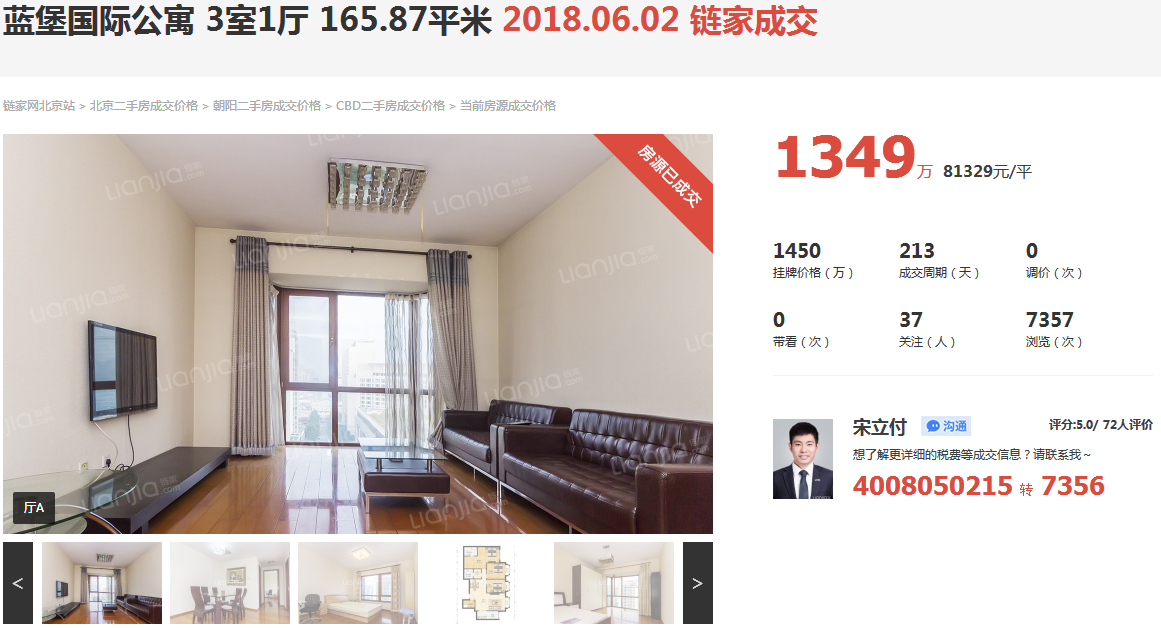 蓝堡国际公寓 3室1厅 165.87平米 2018.06.02 链家成交
链家网北京站 > 北京二手房成交价格 > 朝阳二手房成交价格 > CBD二手房成交价格 > 当前房源成交价格
房源已成交
Lianjia 链家.com
厅A
<
>
1349万 81329元/平
1450 213 0
挂牌价格（万） 成交周期（天） 调价（次）
0 37 7357
带看（次） 关注（人） 浏览（次）
宋立付 沟通 评分:5.0/ 72人评价
想了解更详细的税费等成交信息？请联系我～
4008050215 转 7356